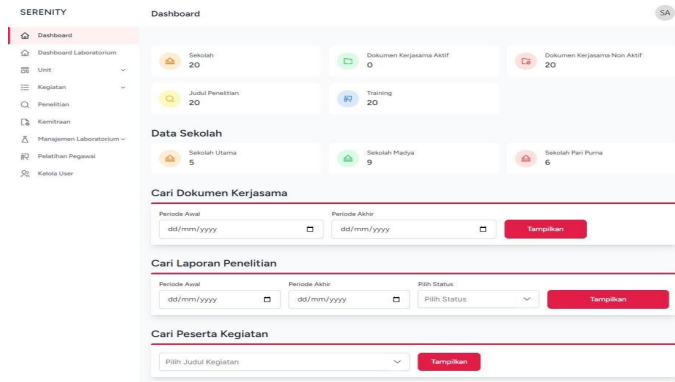 SERENITY
Dashboard
SA
Dashboard
Dashboard Laboratorium
Unit
Kegiatan
Penelitian
Kemitraan
Manajemen Laboratorium
Pelatihan Pegawai
Kelola User
Sekolah
20
Dokumen Kerjasama Aktif
0
Dokumen Kerjasama Non Aktif
20
Judul Penelitian
20
Training
20
Data Sekolah
Sekolah Utama
5
Sekolah Madya
9
Sekolah Pari Purna
6
Cari Dokumen Kerjasama
Periode Awal
Periode Akhir
dd/mm/yyyy
dd/mm/yyyy
Tampilkan
Cari Laporan Penelitian
Periode Awal
Periode Akhir
Pilih Status
dd/mm/yyyy
dd/mm/yyyy
Pilih Status
Tampilkan
Cari Peserta Kegiatan
Pilih Judul Kegiatan
Tampilkan